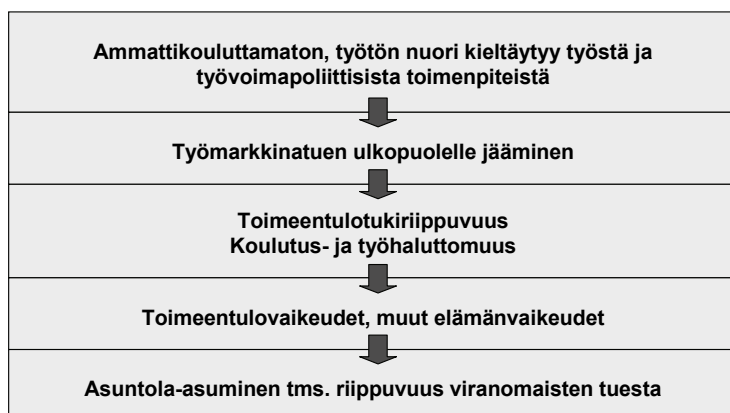 Ammattikouluttamaton, työtön nuori kieltäytyy työstä ja
työvoimapoliittisista toimenpiteistä
Työmarkkinatuen ulkopuolelle jääminen
Toimeentulotukiriippuvuus
Koulutus- ja työhaluttomuus
Toimeentulovaikeudet, muut elämänvaikeudet
Asuntola-asuminen tms. riippuvuus viranomaisten tuesta